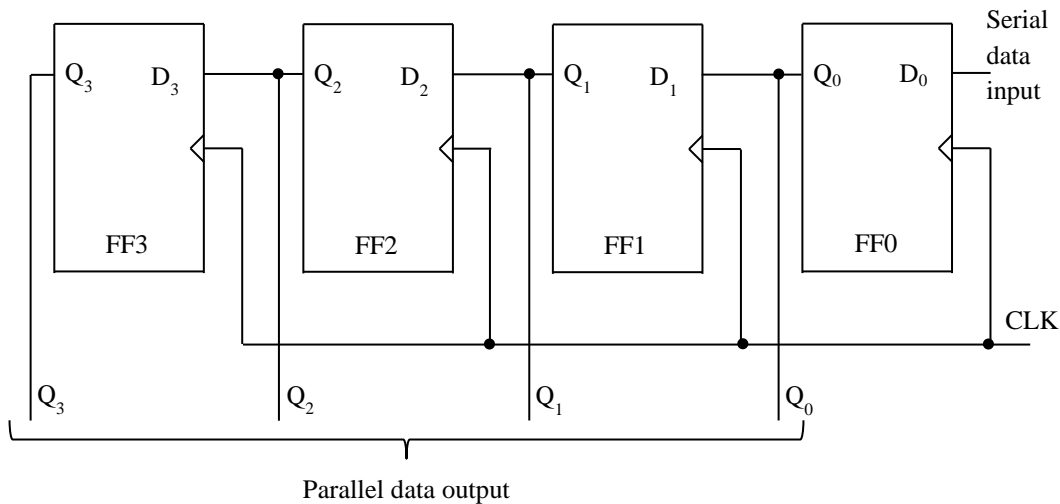 Serial
data
input
Q₃ D₃ Q₂ D₂ Q₁ D₁ Q₀ D₀
FF3 FF2 FF1 FF0
CLK
Q₃ Q₂ Q₁ Q₀
Parallel data output